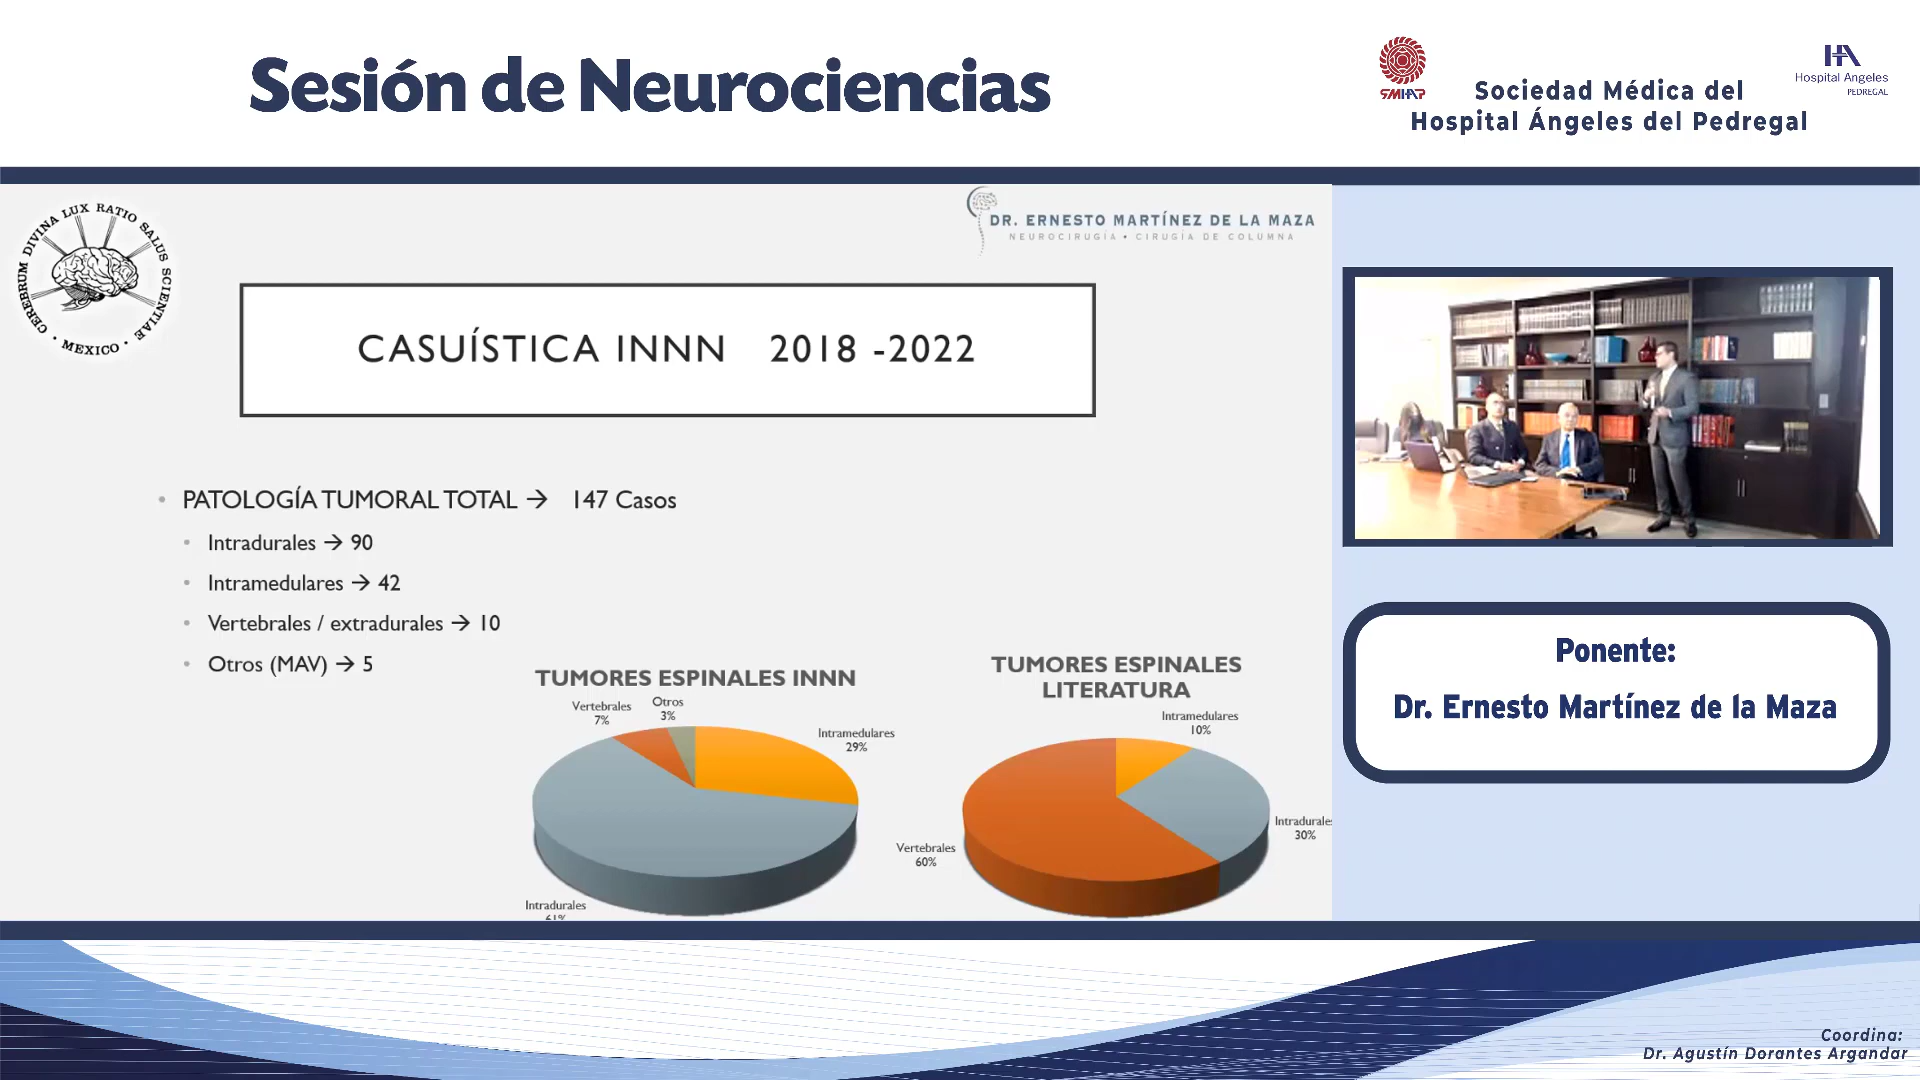 Sesión de Neurociencias
SMHAP
Sociedad Médica del
Hospital Ángeles del Pedregal
HA
Hospital Angeles
PEDREGAL
CEREBRUM DIVINA LUX RATIO SALUS SCIENTIAE
· MEXICO ·
DR. ERNESTO MARTÍNEZ DE LA MAZA
NEUROCIRUGÍA • CIRUGÍA DE COLUMNA
CASUÍSTICA INNN 2018 -2022
• PATOLOGÍA TUMORAL TOTAL → 147 Casos
• Intradurales → 90
• Intramedulares → 42
• Vertebrales / extradurales → 10
• Otros (MAV) → 5
TUMORES ESPINALES INNN
Vertebrales
7%
Otros
3%
Intramedulares
29%
Intradurales
61%
TUMORES ESPINALES
LITERATURA
Intramedulares
10%
Intradurales
30%
Vertebrales
60%
Ponente:
Dr. Ernesto Martínez de la Maza
Coordina:
Dr. Agustín Dorantes Argandar